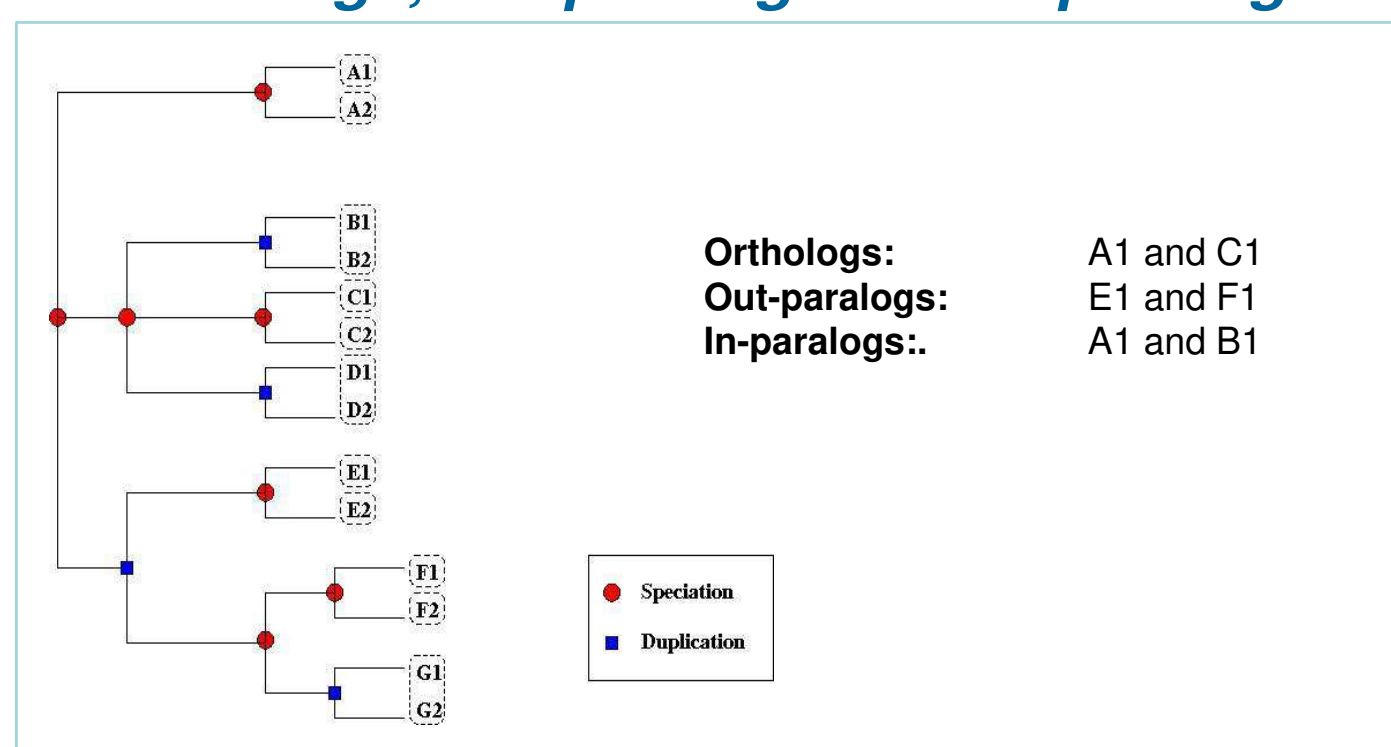 A1
A2
B1
B2
C1
C2
D1
D2
E1
E2
F1
F2
G1
G2
Orthologs: A1 and C1
Out-paralogs: E1 and F1
In-paralogs:. A1 and B1
Speciation
Duplication